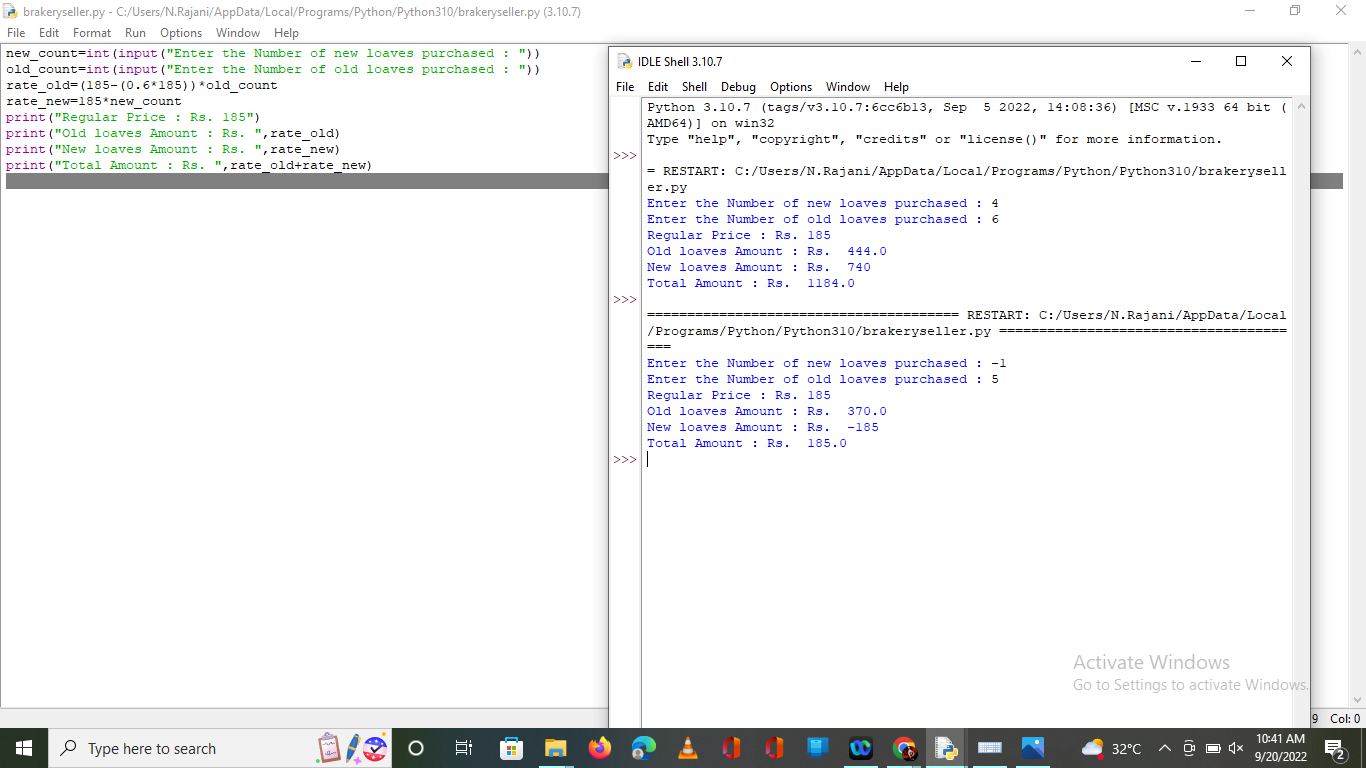 brakeryseller.py - C:/Users/N.Rajani/AppData/Local/Programs/Python/Python310/brakeryseller.py (3.10.7)
File Edit Format Run Options Window Help
new_count=int(input("Enter the Number of new loaves purchased : "))
old_count=int(input("Enter the Number of old loaves purchased : "))
rate_old=(185-(0.6*185))*old_count
rate_new=185*new_count
print("Regular Price : Rs. 185")
print("Old loaves Amount : Rs. ",rate_old)
print("New loaves Amount : Rs. ",rate_new)
print("Total Amount : Rs. ",rate_old+rate_new)
IDLE Shell 3.10.7
File Edit Shell Debug Options Window Help
Python 3.10.7 (tags/v3.10.7:6cc6b13, Sep  5 2022, 14:08:36) [MSC v.1933 64 bit (
AMD64)] on win32
Type "help", "copyright", "credits" or "license()" for more information.
>>>
= RESTART: C:/Users/N.Rajani/AppData/Local/Programs/Python/Python310/brakerysell
er.py
Enter the Number of new loaves purchased : 4
Enter the Number of old loaves purchased : 6
Regular Price : Rs. 185
Old loaves Amount : Rs.  444.0
New loaves Amount : Rs.  740
Total Amount : Rs.  1184.0
>>>
======================================= RESTART: C:/Users/N.Rajani/AppData/Local
/Programs/Python/Python310/brakeryseller.py ====================================
===
Enter the Number of new loaves purchased : -1
Enter the Number of old loaves purchased : 5
Regular Price : Rs. 185
Old loaves Amount : Rs.  370.0
New loaves Amount : Rs.  -185
Total Amount : Rs.  185.0
>>>
Activate Windows
Go to Settings to activate Windows.
9 Col: 0
Type here to search
32°C
10:41 AM
9/20/2022
2